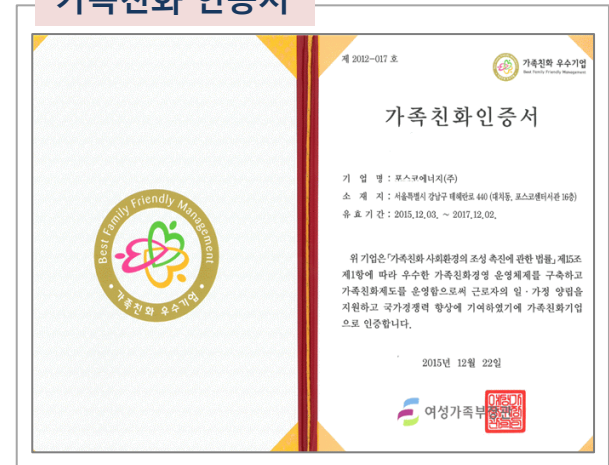 가족친화 인증서
Best Family Friendly Management
가족친화 우수기업
제 2012-017 호
가족친화 우수기업
Best Family Friendly Management
가족친화인증서
기 업 명 : 포스코에너지(주)
소 재 지 : 서울특별시 강남구 테헤란로 440 (대치동, 포스코센터서관 16층)
유 효 기 간 : 2015.12.03. ~ 2017.12.02.
위 기업은 「가족친화 사회환경의 조성 촉진에 관한 법률」 제15조
제1항에 따라 우수한 가족친화경영 운영체제를 구축하고
가족친화제도를 운영함으로써 근로자의 일 · 가정 양립을
지원하고 국가경쟁력 향상에 기여하였기에 가족친화기업
으로 인증합니다.
2015년 12월 22일
여성가족부장관